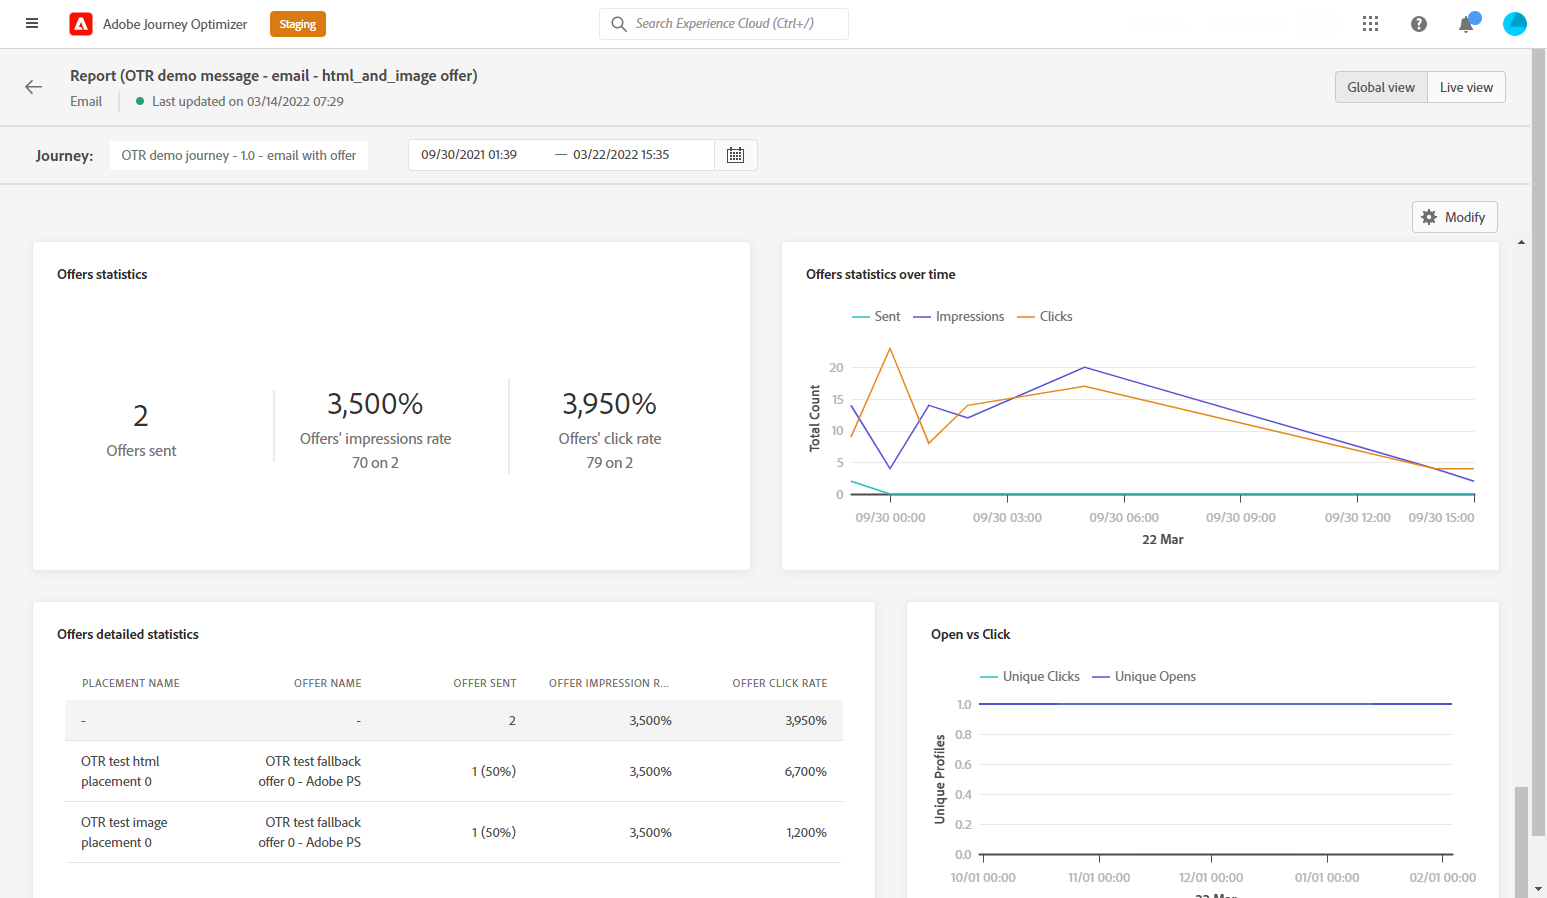 Adobe Journey Optimizer
Staging
Search Experience Cloud (Ctrl+/)
Report (OTR demo message - email - html_and_image offer)
Email
Last updated on 03/14/2022 07:29
Global view
Live view
Journey:
OTR demo journey - 1.0 - email with offer
09/30/2021 01:39 — 03/22/2022 15:35
Modify
Offers statistics
2
Offers sent
3,500%
Offers' impressions rate
70 on 2
3,950%
Offers' click rate
79 on 2
Offers statistics over time
Sent
Impressions
Clicks
Total Count
20
15
10
5
0
09/30 00:00
09/30 03:00
09/30 06:00
09/30 09:00
09/30 12:00
09/30 15:00
22 Mar
Offers detailed statistics
PLACEMENT NAME OFFER NAME OFFER SENT OFFER IMPRESSION R... OFFER CLICK RATE
- - 2 3,500% 3,950%
OTR test html OTR test fallback
placement 0 offer 0 - Adobe PS 1 (50%) 3,500% 6,700%
OTR test image OTR test fallback
placement 0 offer 0 - Adobe PS 1 (50%) 3,500% 1,200%
Open vs Click
Unique Clicks
Unique Opens
Unique Profiles
1.0
0.8
0.6
0.4
0.2
0.0
10/01 00:00
11/01 00:00
12/01 00:00
01/01 00:00
02/01 00:00
22 Mar